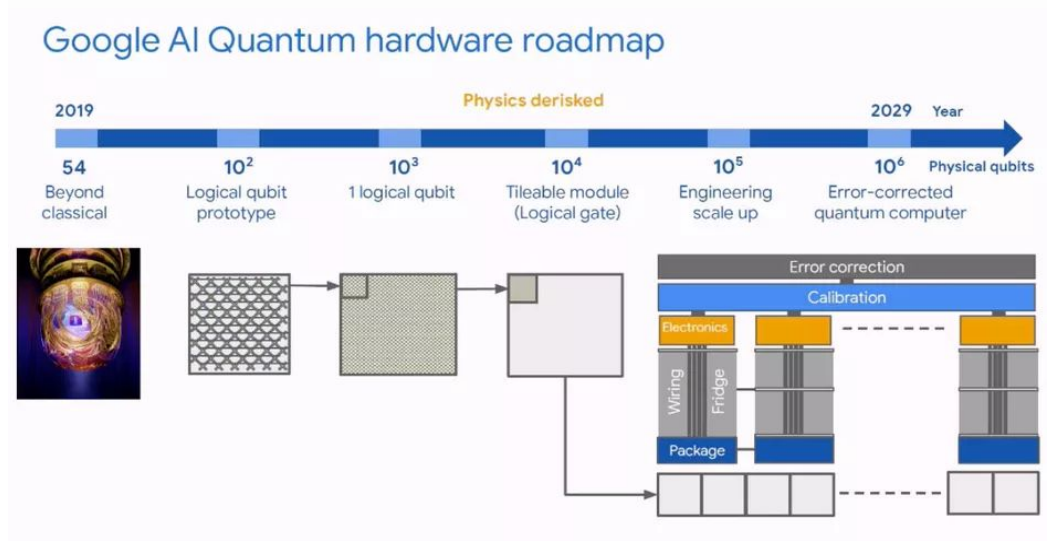 Google AI Quantum hardware roadmap
Physics derisked
2019
2029 Year
54
10²
10³
10⁴
10⁵
10⁶ Physical qubits
Beyond
classical
Logical qubit
prototype
1 logical qubit
Tileable module
(Logical gate)
Engineering
scale up
Error-corrected
quantum computer
Error correction
Calibration
Electronics
Wiring
Fridge
Package